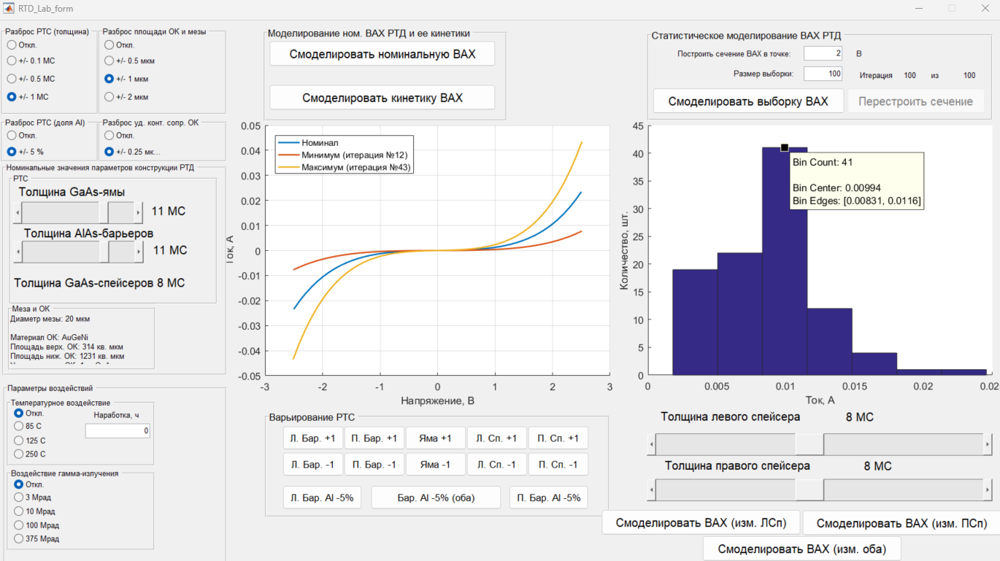 RTD_Lab_form
Разброс РТС (толщина)
Откл.
+/- 0.1 МС
+/- 0.5 МС
+/- 1 МС
Разброс площади ОК и мезы
Откл.
+/- 0.5 мкм
+/- 1 мкм
+/- 2 мкм
Разброс РТС (доля Al)
Откл.
+/- 5 %
Разброс уд. конт. сопр. ОК
Откл.
+/- 0.25 мк...
Номинальные значения параметров конструкции РТД
РТС
Толщина GaAs-ямы
11 МС
Толщина AlAs-барьеров
11 МС
Толщина GaAs-спейсеров 8 МС
Меза и ОК
Диаметр мезы: 20 мкм
Материал ОК: AuGeNi
Площадь верх. ОК: 314 кв. мкм
Площадь ниж. ОК: 1231 кв. мкм
Параметры воздействий
Температурное воздействие
Откл.
85 С
125 С
250 С
Наработка, ч
0
Воздействие гамма-излучения
Откл.
3 Мрад
10 Мрад
100 Мрад
375 Мрад
Моделирование ном. ВАХ РТД и ее кинетики
Смоделировать номинальную ВАХ
Смоделировать кинетику ВАХ
0.05
0.04
0.03
0.02
0.01
0
-0.01
-0.02
-0.03
-0.04
-0.05
Ток, А
Номинал
Минимум (итерация №12)
Максимум (итерация №43)
-3 -2 -1 0 1 2 3
Напряжение, В
Варьирование РТС
Л. Бар. +1 П. Бар. +1 Яма +1 Л. Сп. +1 П. Сп. +1
Л. Бар. -1 П. Бар. -1 Яма -1 Л. Сп. -1 П. Сп. -1
Л. Бар. Al -5% Бар. Al -5% (оба) П. Бар. Al -5%
Статистическое моделирование ВАХ РТД
Построить сечение ВАХ в точке: 2 В
Размер выборки: 100 Итерация 100 из 100
Смоделировать выборку ВАХ Перестроить сечение
45
40
35
30
25
20
15
10
5
0
Количество, шт.
Bin Count: 41
Bin Center: 0.00994
Bin Edges: [0.00831, 0.0116]
0 0.005 0.01 0.015 0.02 0.02
Ток, А
Толщина левого спейсера 8 МС
Толщина правого спейсера 8 МС
Смоделировать ВАХ (изм. ЛСп) Смоделировать ВАХ (изм. ПСп)
Смоделировать ВАХ (изм. оба)